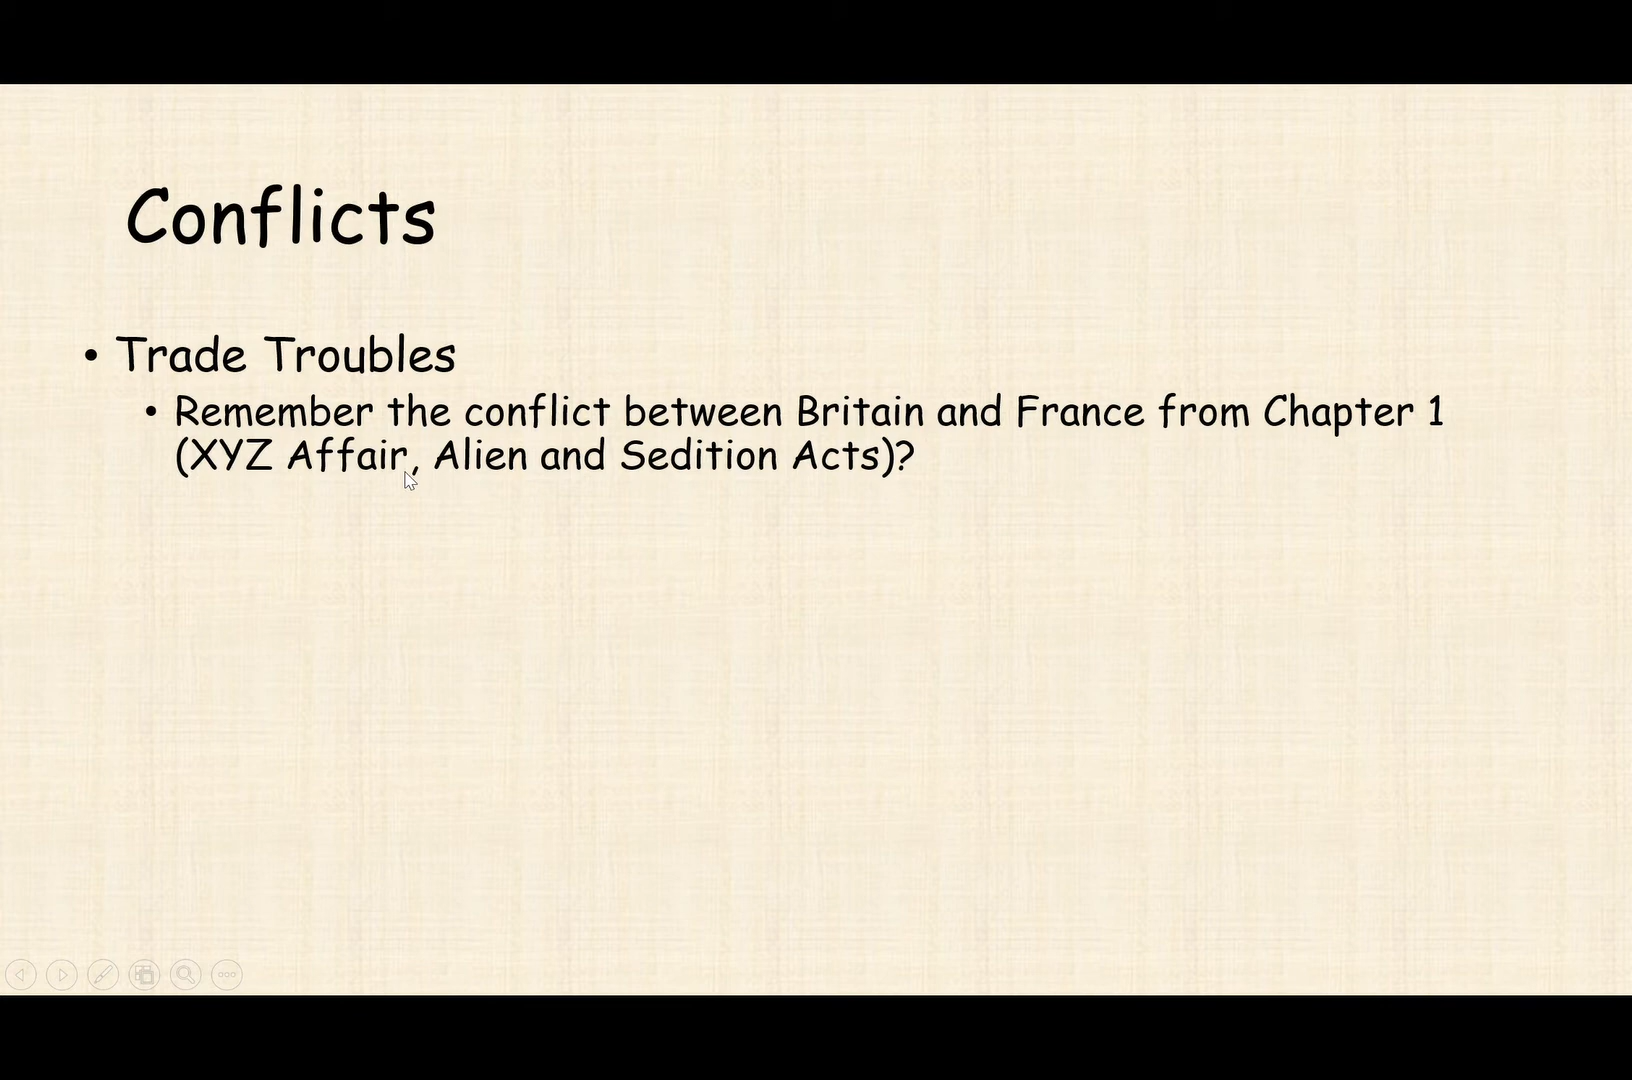 Conflicts
• Trade Troubles
• Remember the conflict between Britain and France from Chapter 1
(XYZ Affair, Alien and Sedition Acts)?